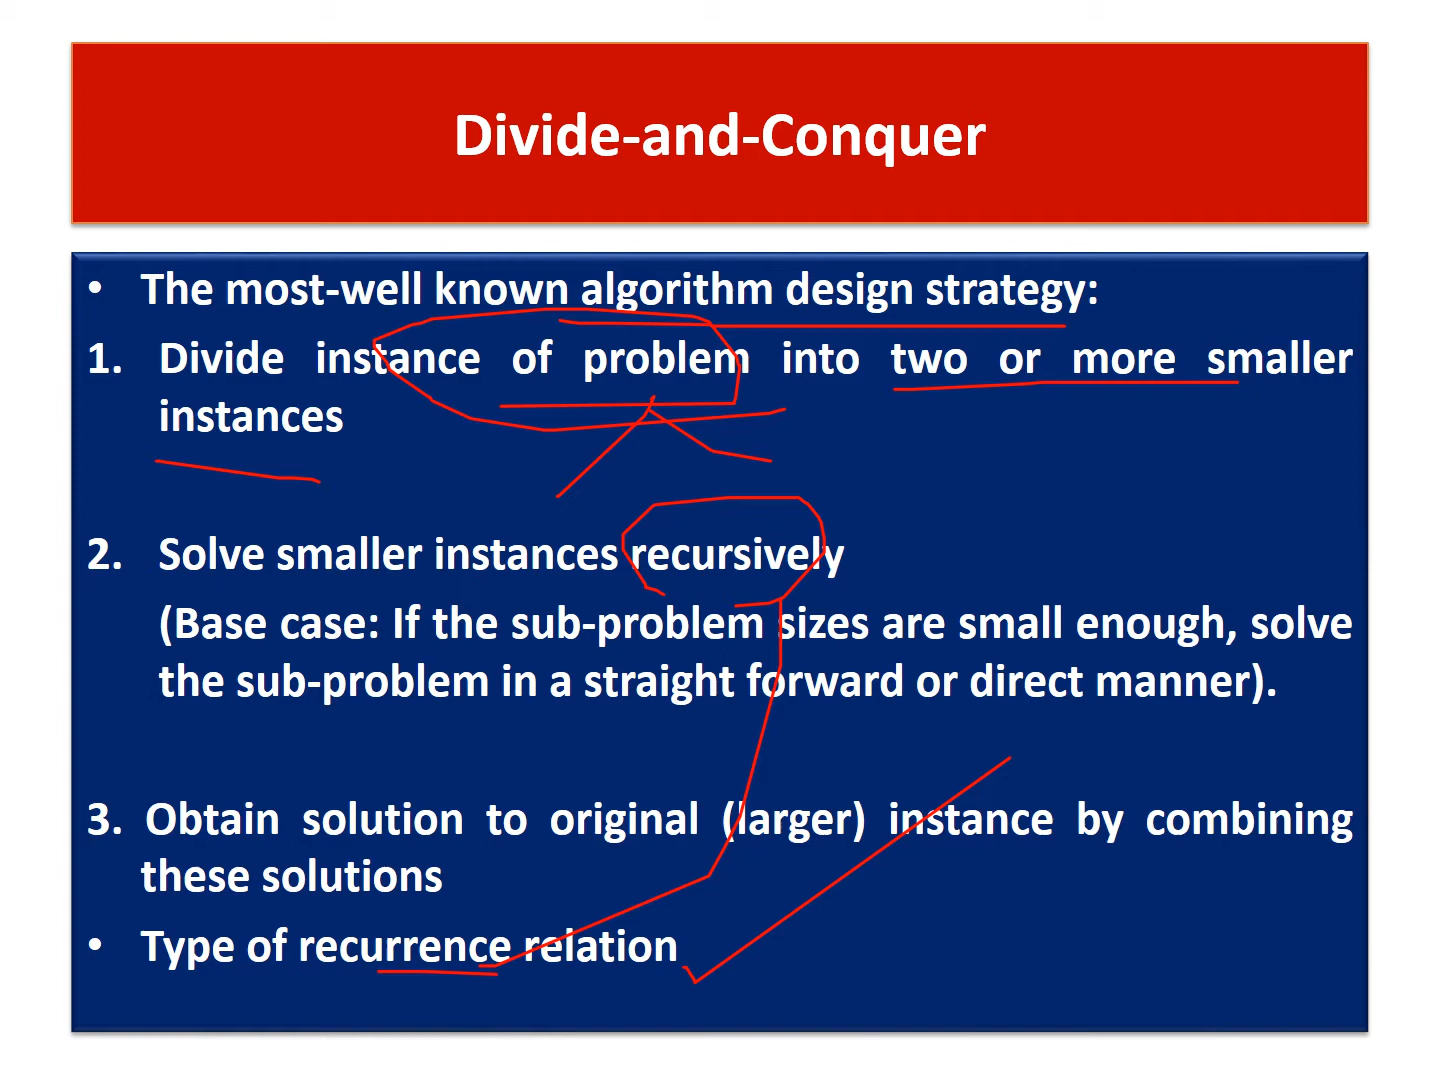 Divide-and-Conquer
• The most-well known algorithm design strategy:
1. Divide instance of problem into two or more smaller
instances
2. Solve smaller instances recursively
(Base case: If the sub-problem sizes are small enough, solve
the sub-problem in a straight forward or direct manner).
3. Obtain solution to original (larger) instance by combining
these solutions
• Type of recurrence relation